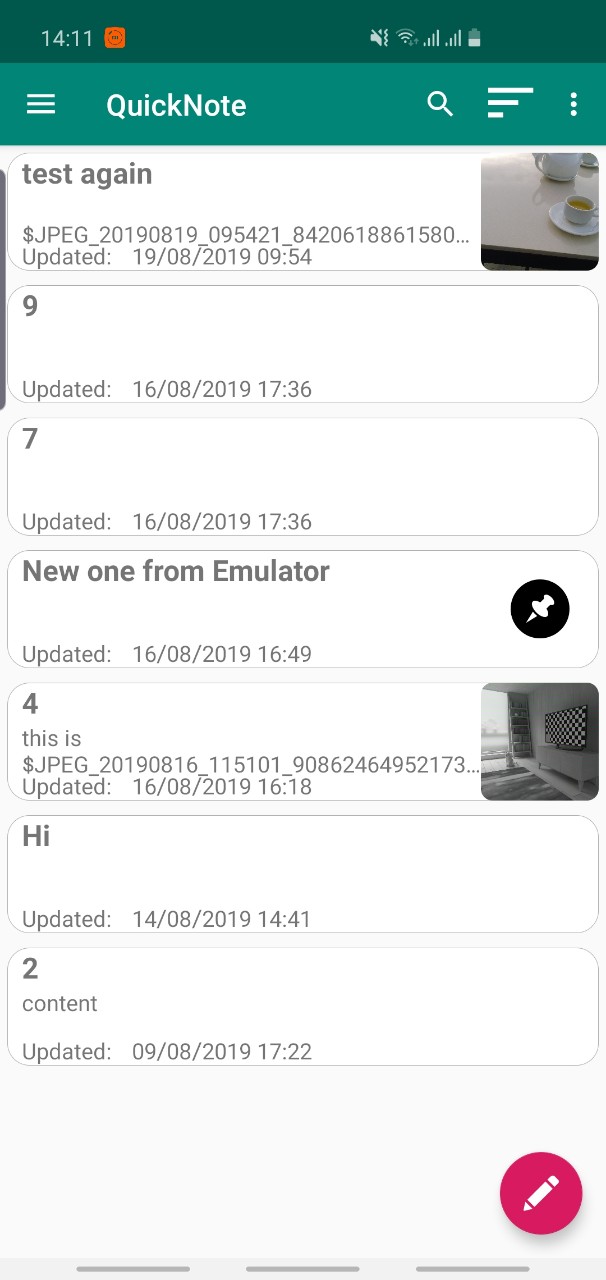 14:11
QuickNote
test again
$JPEG_20190819_095421_8420618861580...
Updated: 19/08/2019 09:54
9
Updated: 16/08/2019 17:36
7
Updated: 16/08/2019 17:36
New one from Emulator
Updated: 16/08/2019 16:49
4
this is
$JPEG_20190816_115101_90862464952173...
Updated: 16/08/2019 16:18
Hi
Updated: 14/08/2019 14:41
2
content
Updated: 09/08/2019 17:22